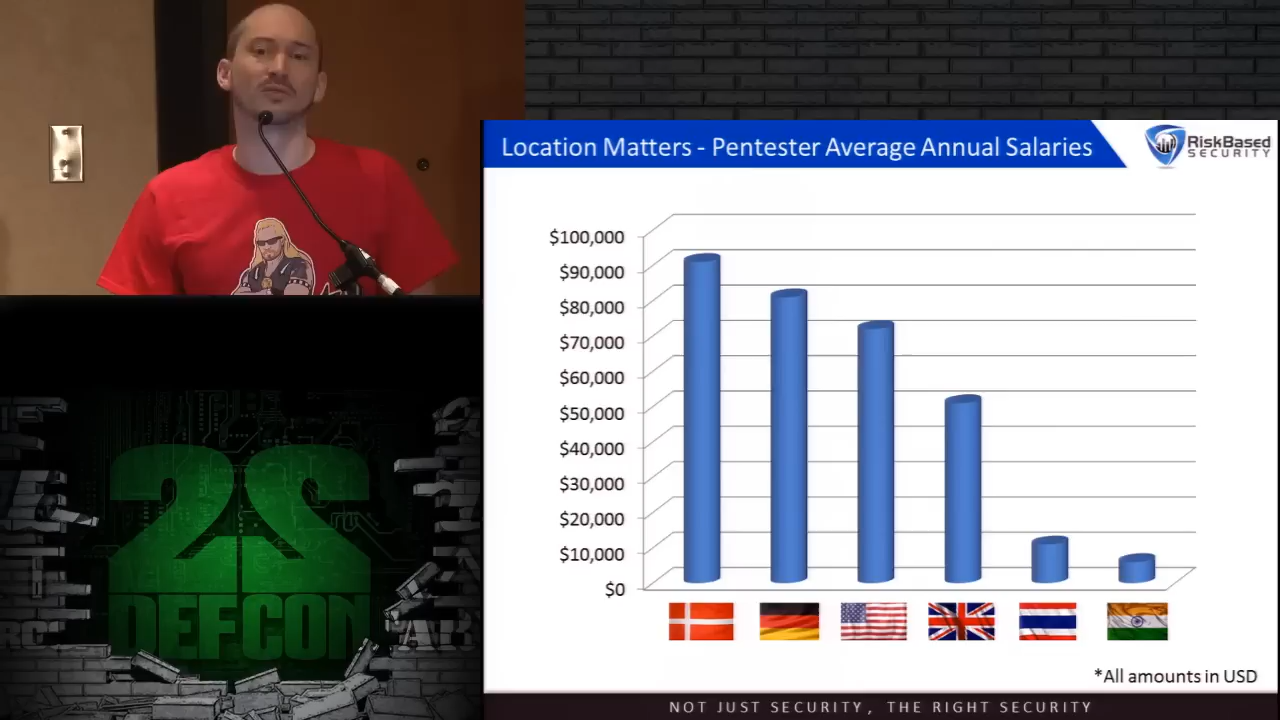 Location Matters - Pentester Average Annual Salaries
RiskBased
SECURITY
$100,000
$90,000
$80,000
$70,000
$60,000
$50,000
$40,000
$30,000
$20,000
$10,000
$0
*All amounts in USD
NOT JUST SECURITY, THE RIGHT SECURITY
22
DEFCON